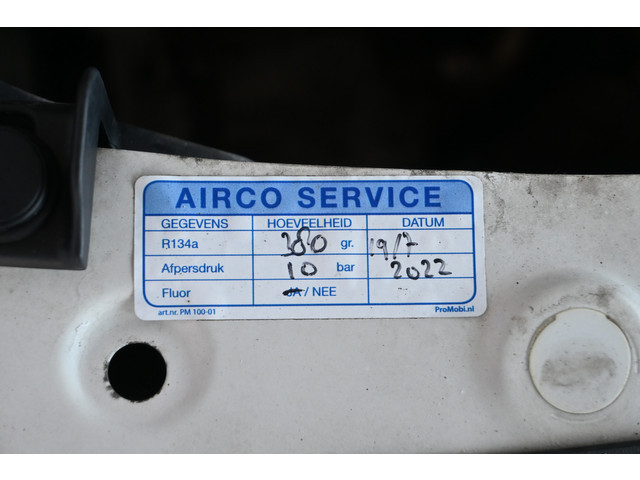 AIRCO SERVICE
GEGEVENS HOEVEELHEID DATUM
R134a 380 gr. 19/7
Afpersdruk 10 bar 2022
Fluor JA / NEE
art.nr. PM 100-01 ProMobi.nl